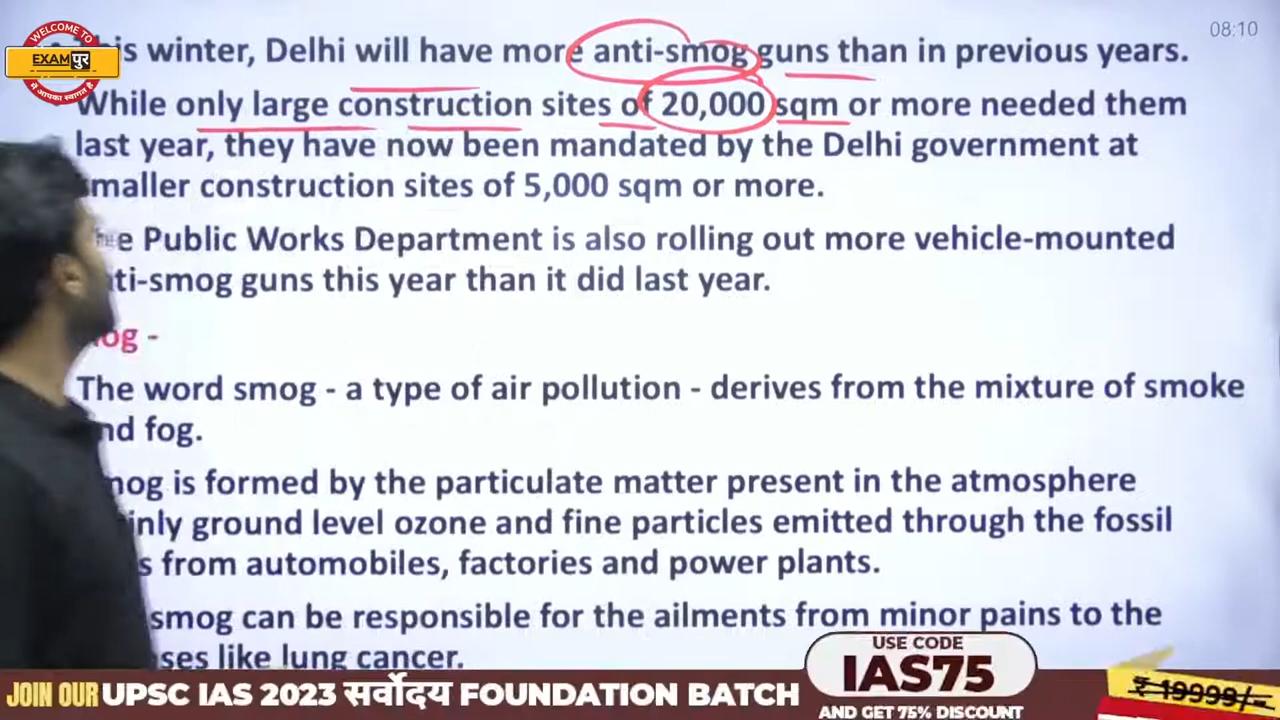 08:10
WELCOME TO
EXAMपुर
में आपका स्वागत है
is winter, Delhi will have more anti-smog guns than in previous years.
While only large construction sites of 20,000 sqm or more needed them
last year, they have now been mandated by the Delhi government at
maller construction sites of 5,000 sqm or more.
e Public Works Department is also rolling out more vehicle-mounted
ti-smog guns this year than it did last year.
og -
The word smog - a type of air pollution - derives from the mixture of smoke
nd fog.
mog is formed by the particulate matter present in the atmosphere
inly ground level ozone and fine particles emitted through the fossil
s from automobiles, factories and power plants.
smog can be responsible for the ailments from minor pains to the
ses like lung cancer.
JOIN OUR UPSC IAS 2023 सर्वोदय FOUNDATION BATCH
USE CODE
IAS75
AND GET 75% DISCOUNT
₹ 19999/-